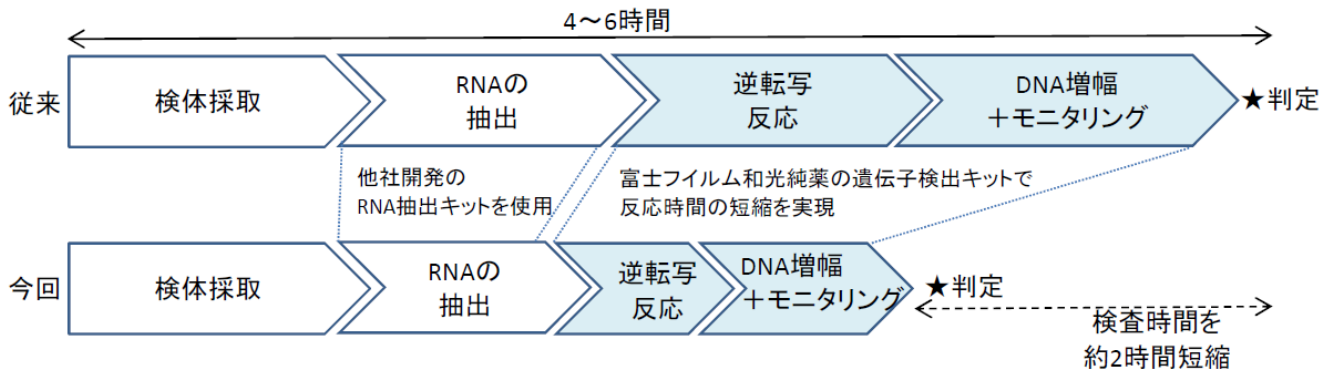 4～6時間
従来
検体採取
RNAの
抽出
逆転写
反応
DNA増幅
＋モニタリング
★判定
他社開発の
RNA抽出キットを使用
富士フイルム和光純薬の遺伝子検出キットで
反応時間の短縮を実現
今回
検体採取
RNAの
抽出
逆転写
反応
DNA増幅
＋モニタリング
★判定
検査時間を
約2時間短縮